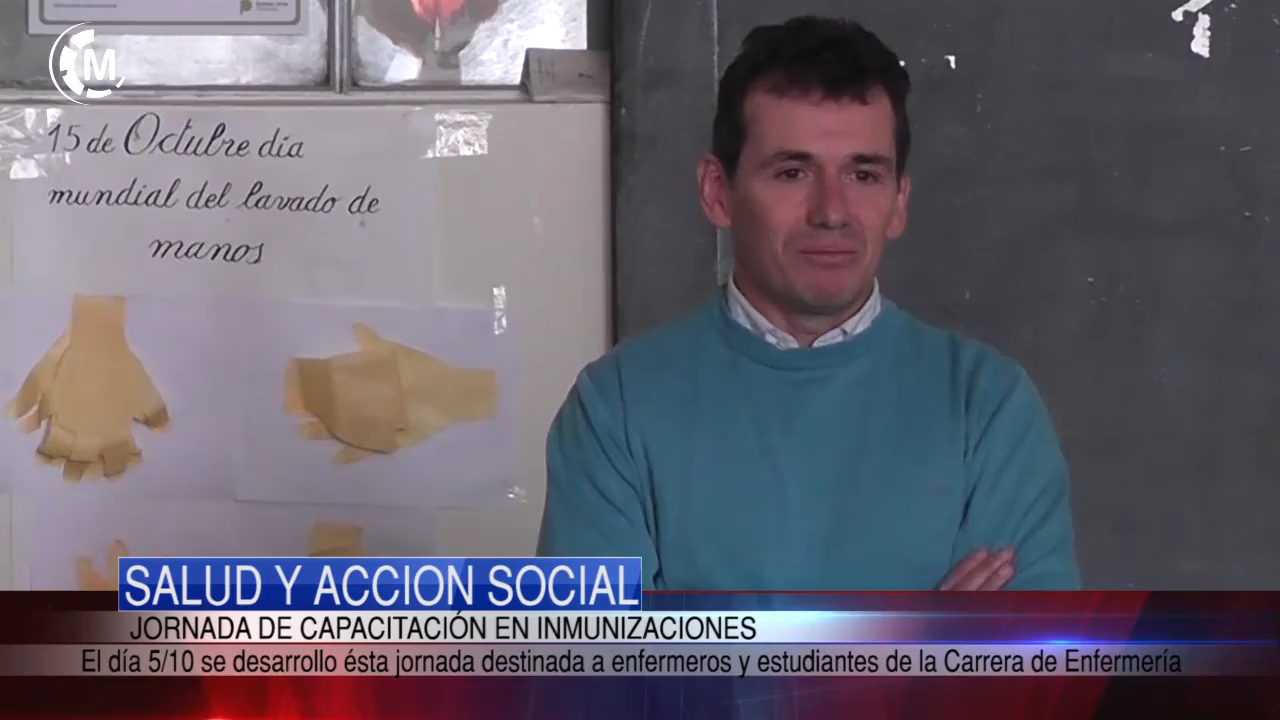 M
15 de Octubre día
mundial del lavado de
manos
SALUD Y ACCION SOCIAL
JORNADA DE CAPACITACIÓN EN INMUNIZACIONES
El día 5/10 se desarrollo ésta jornada destinada a enfermeros y estudiantes de la Carrera de Enfermería